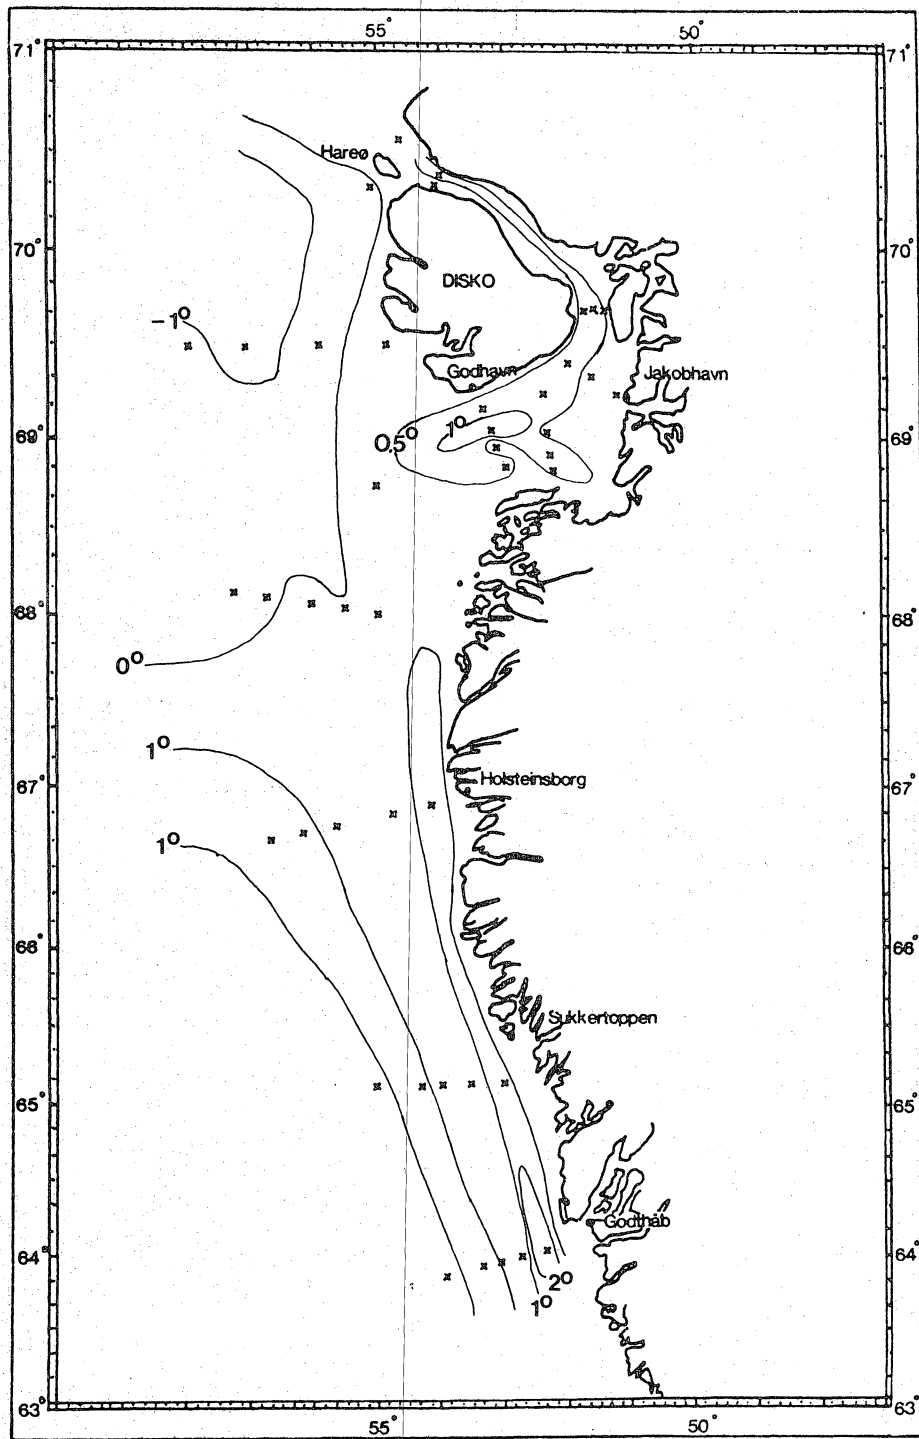 55° 50°
71° 71°
Hareø
70° 70°
DISKO
-1°
Godhavn Jakobhavn
69° 0.5° 1° 69°
68° 68°
0°
1°
67° Holsteinsborg 67°
1°
66° 66°
Sukkertoppen
65° 65°
Godthåb
64° 64°
2°
1°
63° 63°
55° 50°